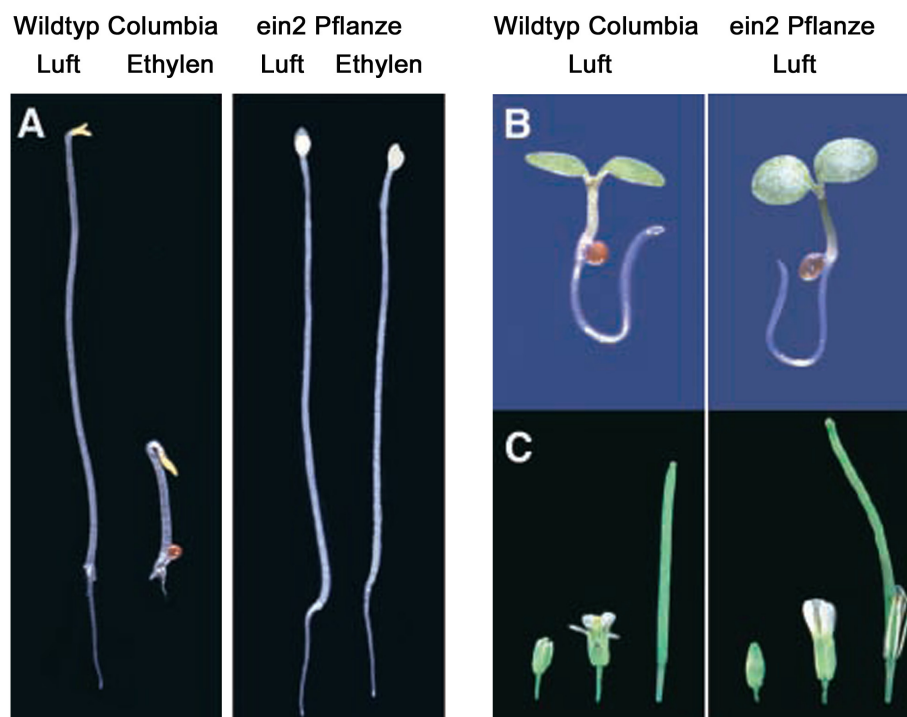 Wildtyp Columbia
Luft Ethylen
ein2 Pflanze
Luft Ethylen
Wildtyp Columbia
Luft
ein2 Pflanze
Luft
A
B
C